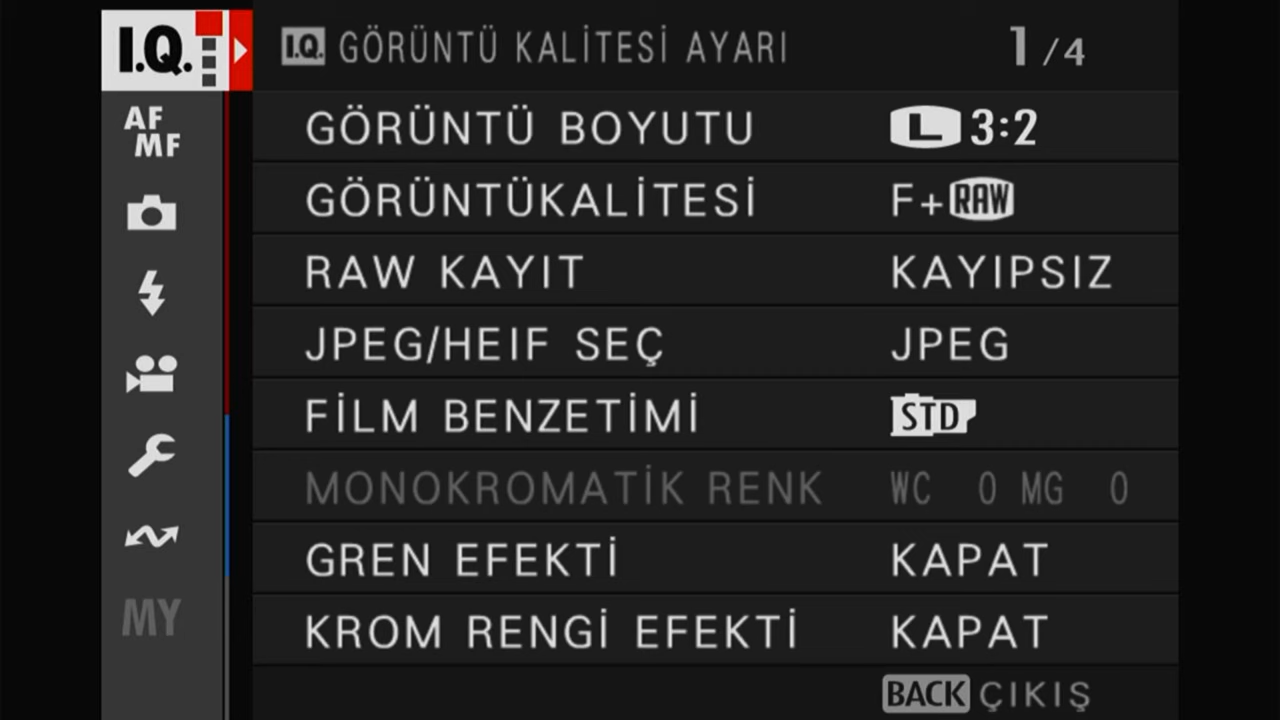 I.Q. I.Q. GÖRÜNTÜ KALİTESİ AYARI 1/4
AF
MF
GÖRÜNTÜ BOYUTU L 3:2
GÖRÜNTÜKALİTESİ F+RAW
RAW KAYIT KAYIPSIZ
JPEG/HEIF SEÇ JPEG
FİLM BENZETİMİ STD
MONOKROMATİK RENK WC 0 MG 0
GREN EFEKTİ KAPAT
MY
KROM RENGİ EFEKTİ KAPAT
BACK ÇIKIŞ